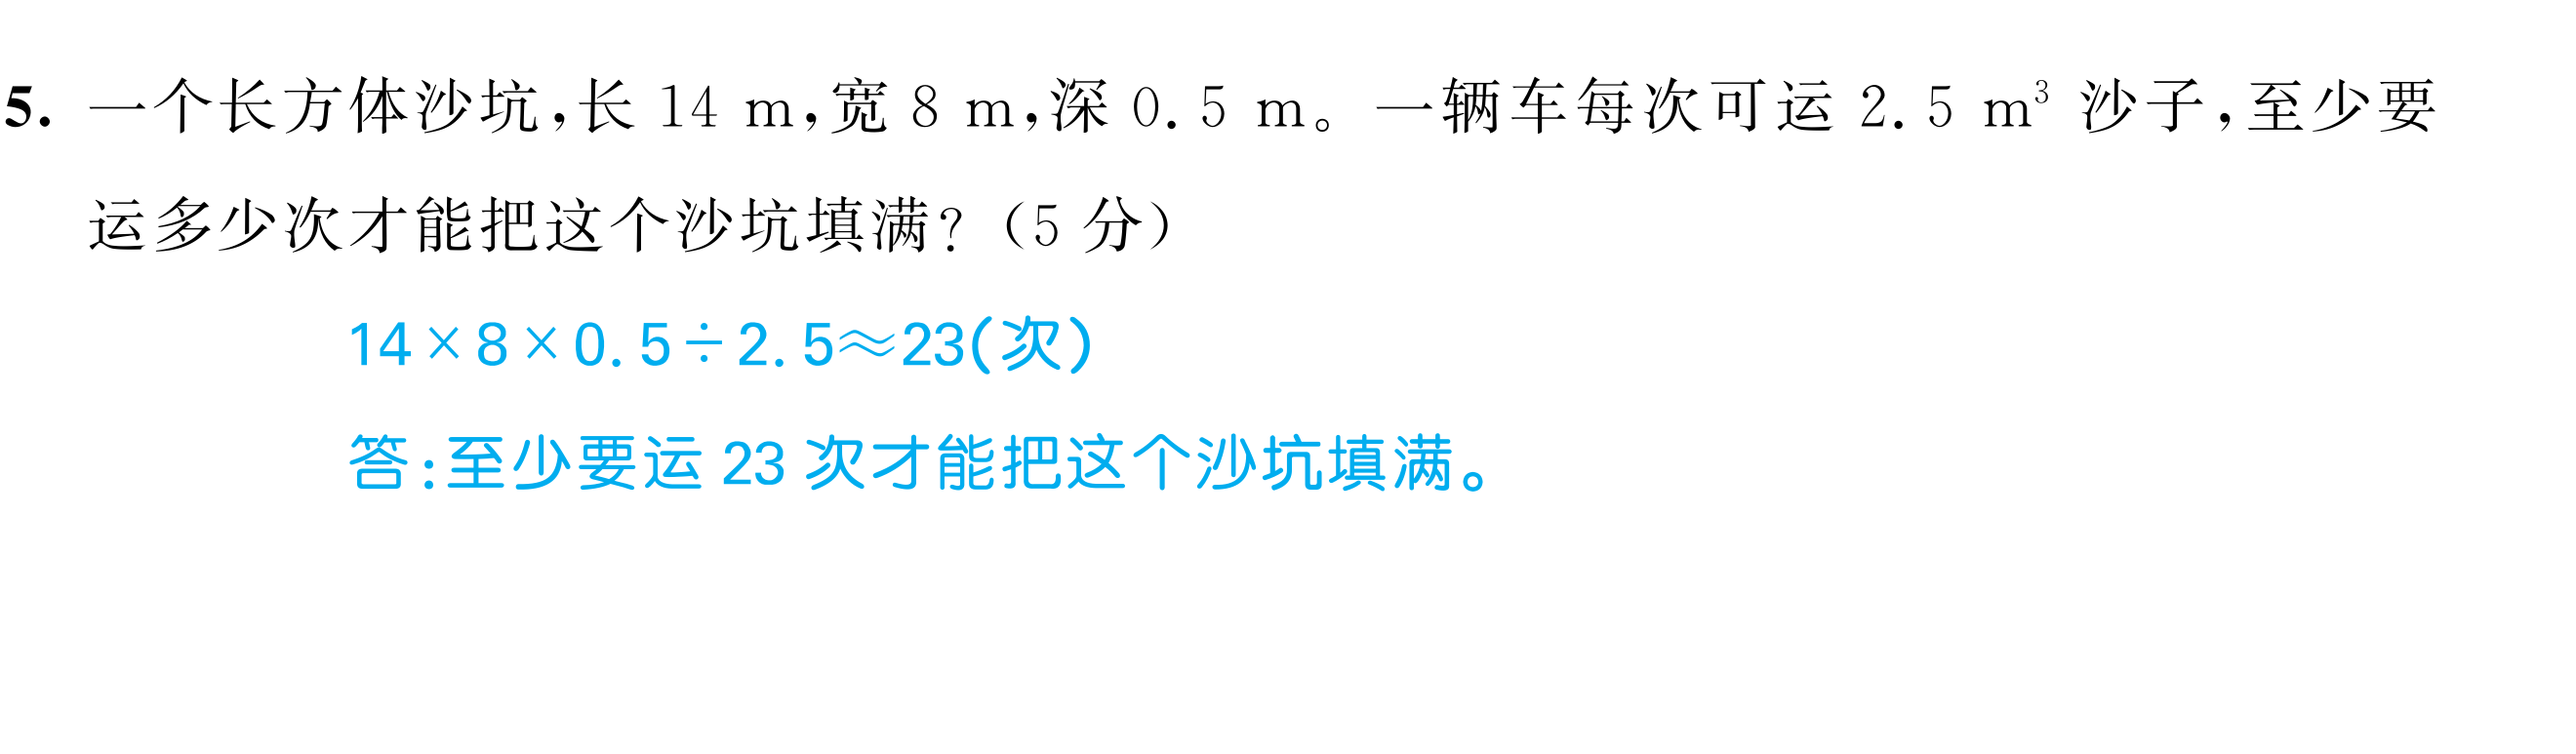 5. 一个长方体沙坑,长 14 m,宽 8 m,深 0.5 m。一辆车每次可运 2.5 m³ 沙子,至少要
运多少次才能把这个沙坑填满?(5 分)
14×8×0.5÷2.5≈23(次)
答:至少要运 23 次才能把这个沙坑填满。